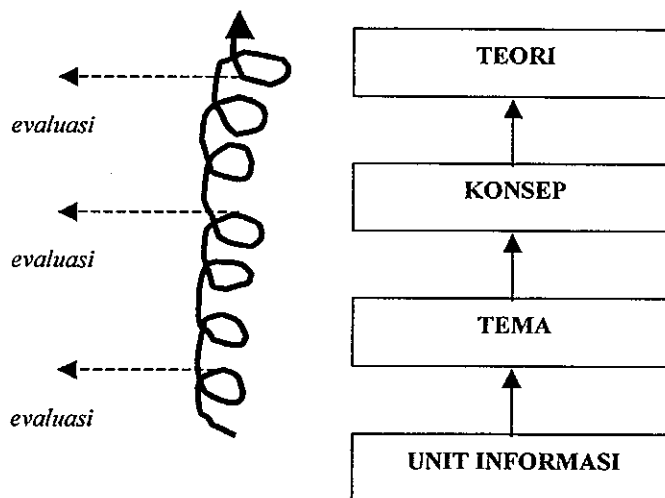 TEORI
evaluasi
KONSEP
evaluasi
TEMA
evaluasi
UNIT INFORMASI